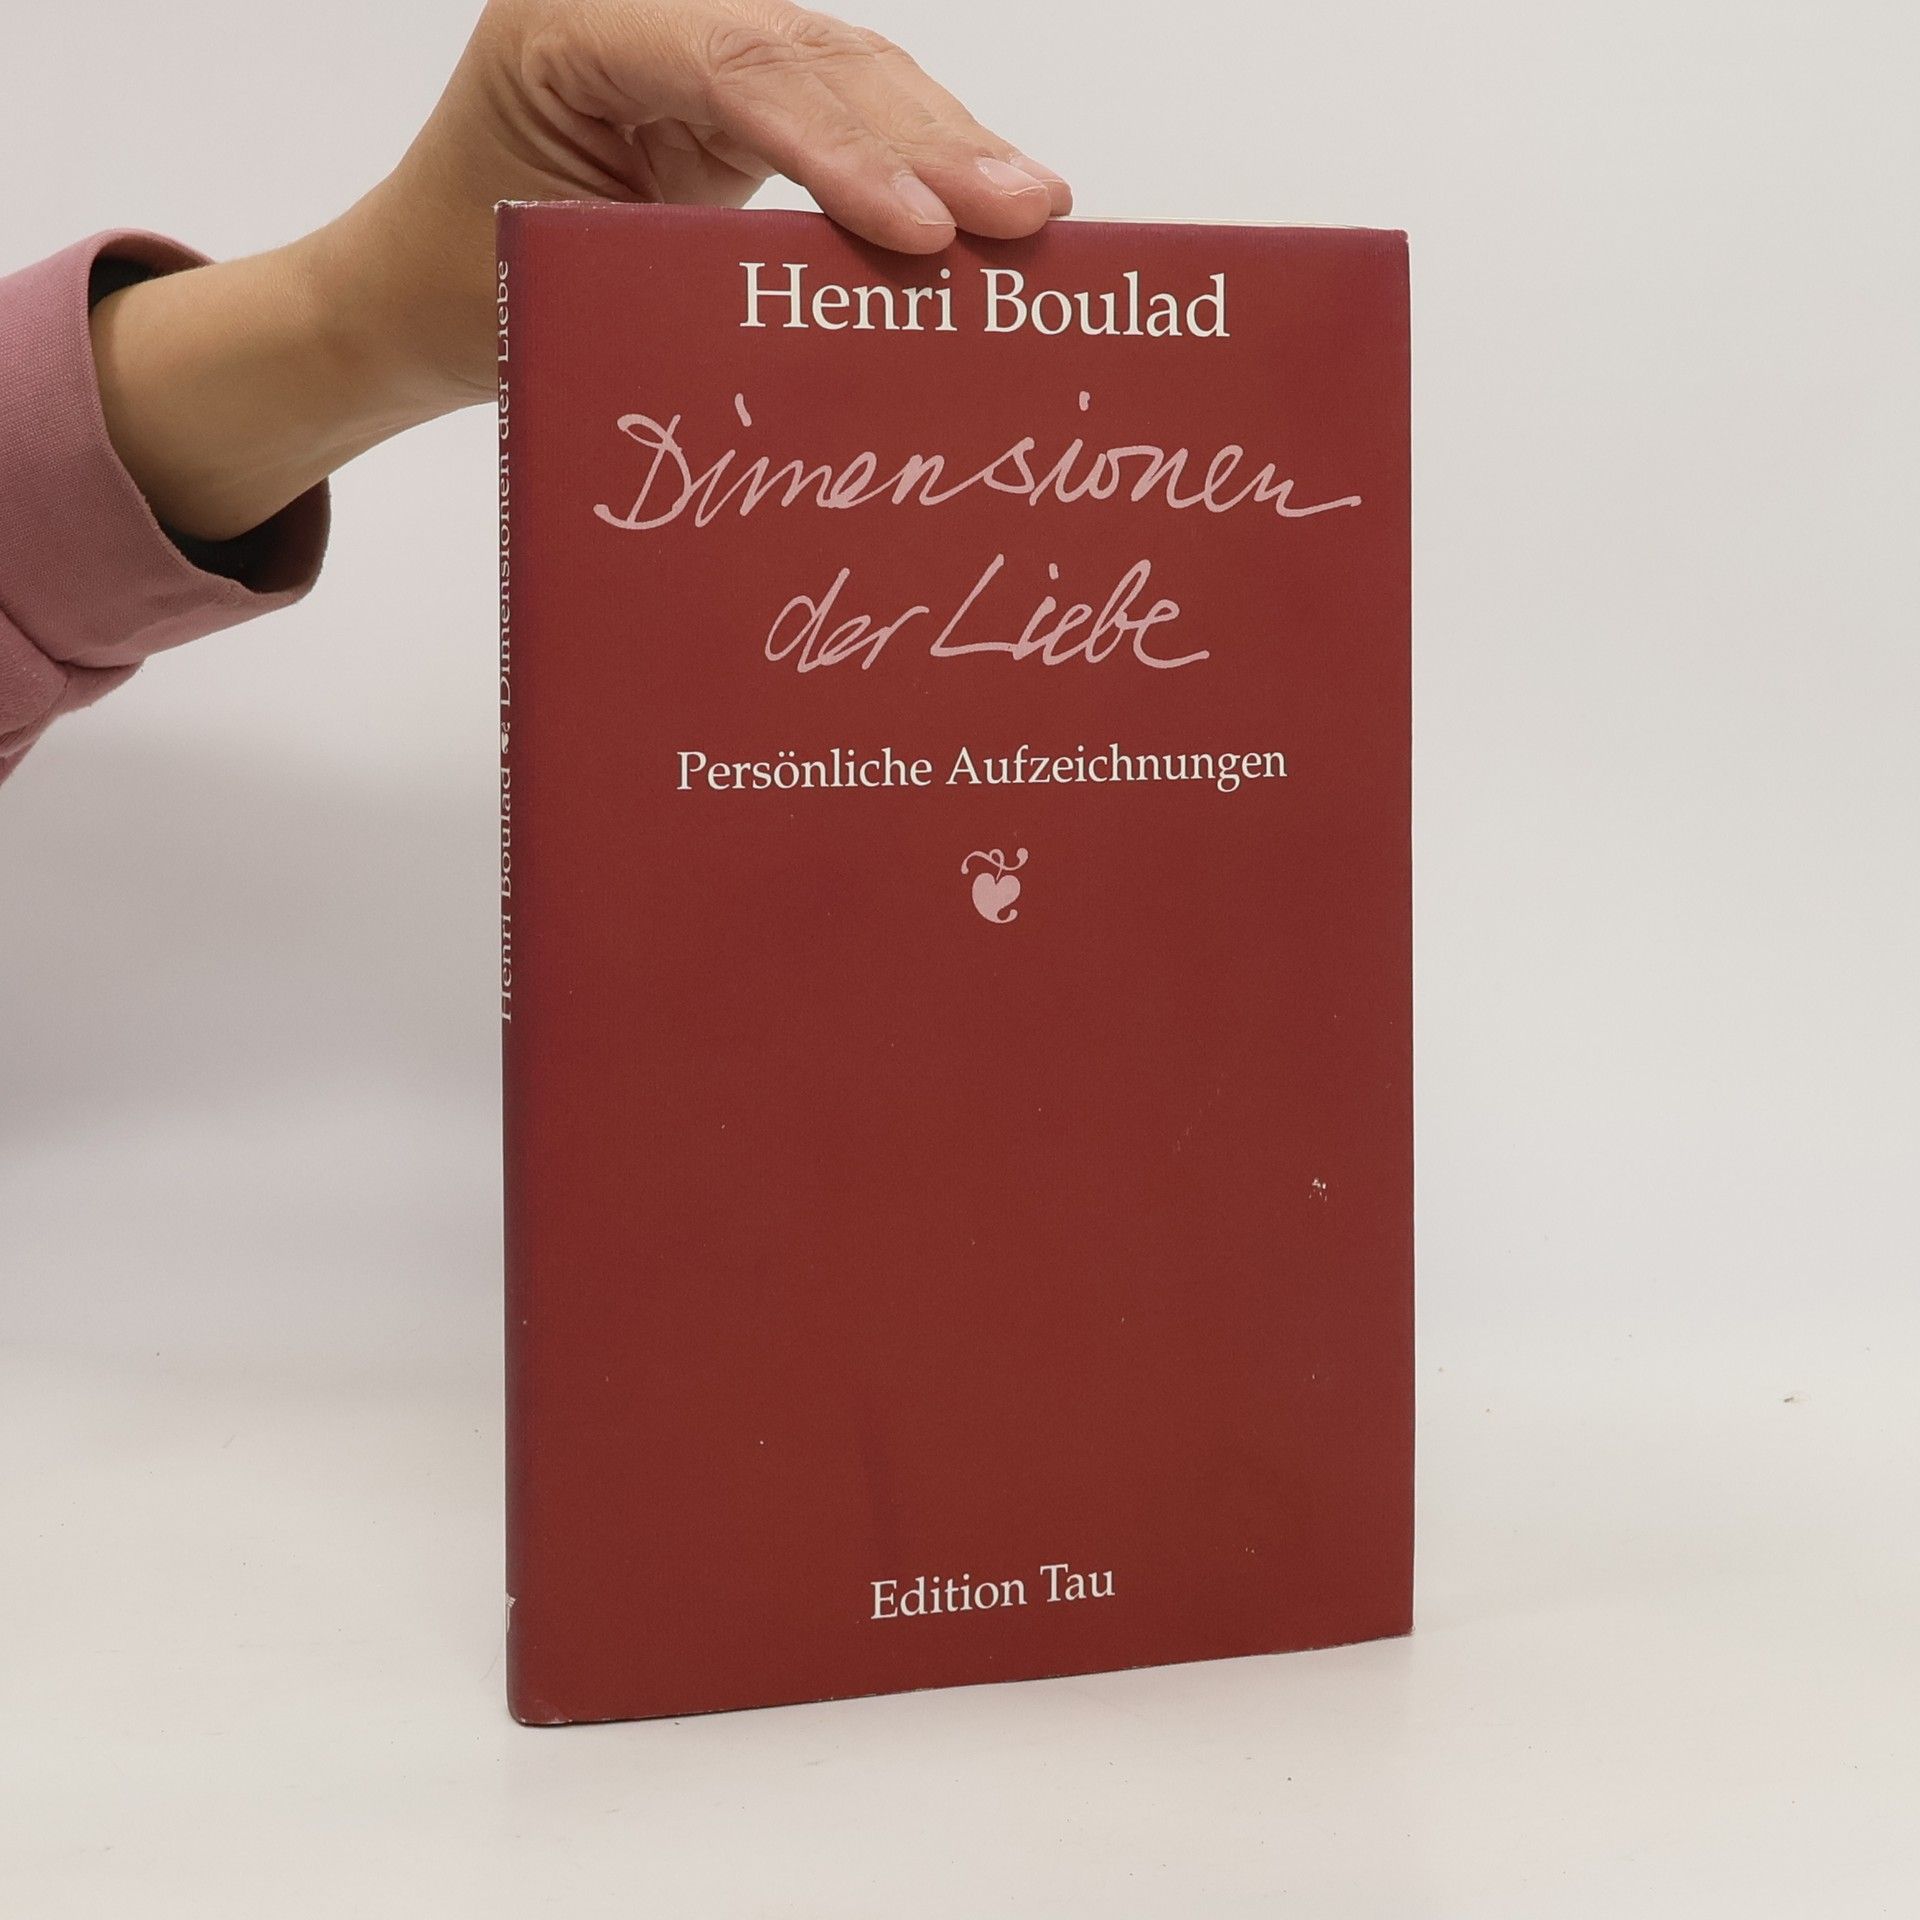 Henri Boulad
Dimensionen
der Liebe
Persönliche Aufzeichnungen
Edition Tau
Henri Boulad Dimensionen der Liebe